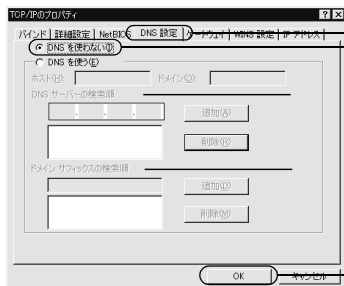 TCP/IPのプロパティ
バインド 詳細設定 NetBIOS DNS 設定 ゲートウェイ WINS 設定 IP アドレス
DNS を使わない(I)
DNS を使う(E)
ホスト(H): ドメイン(O):
DNS サーバーの検索順
追加(A)
削除(R)
ドメイン サフィックスの検索順
追加(D)
削除(M)
OK キャンセル